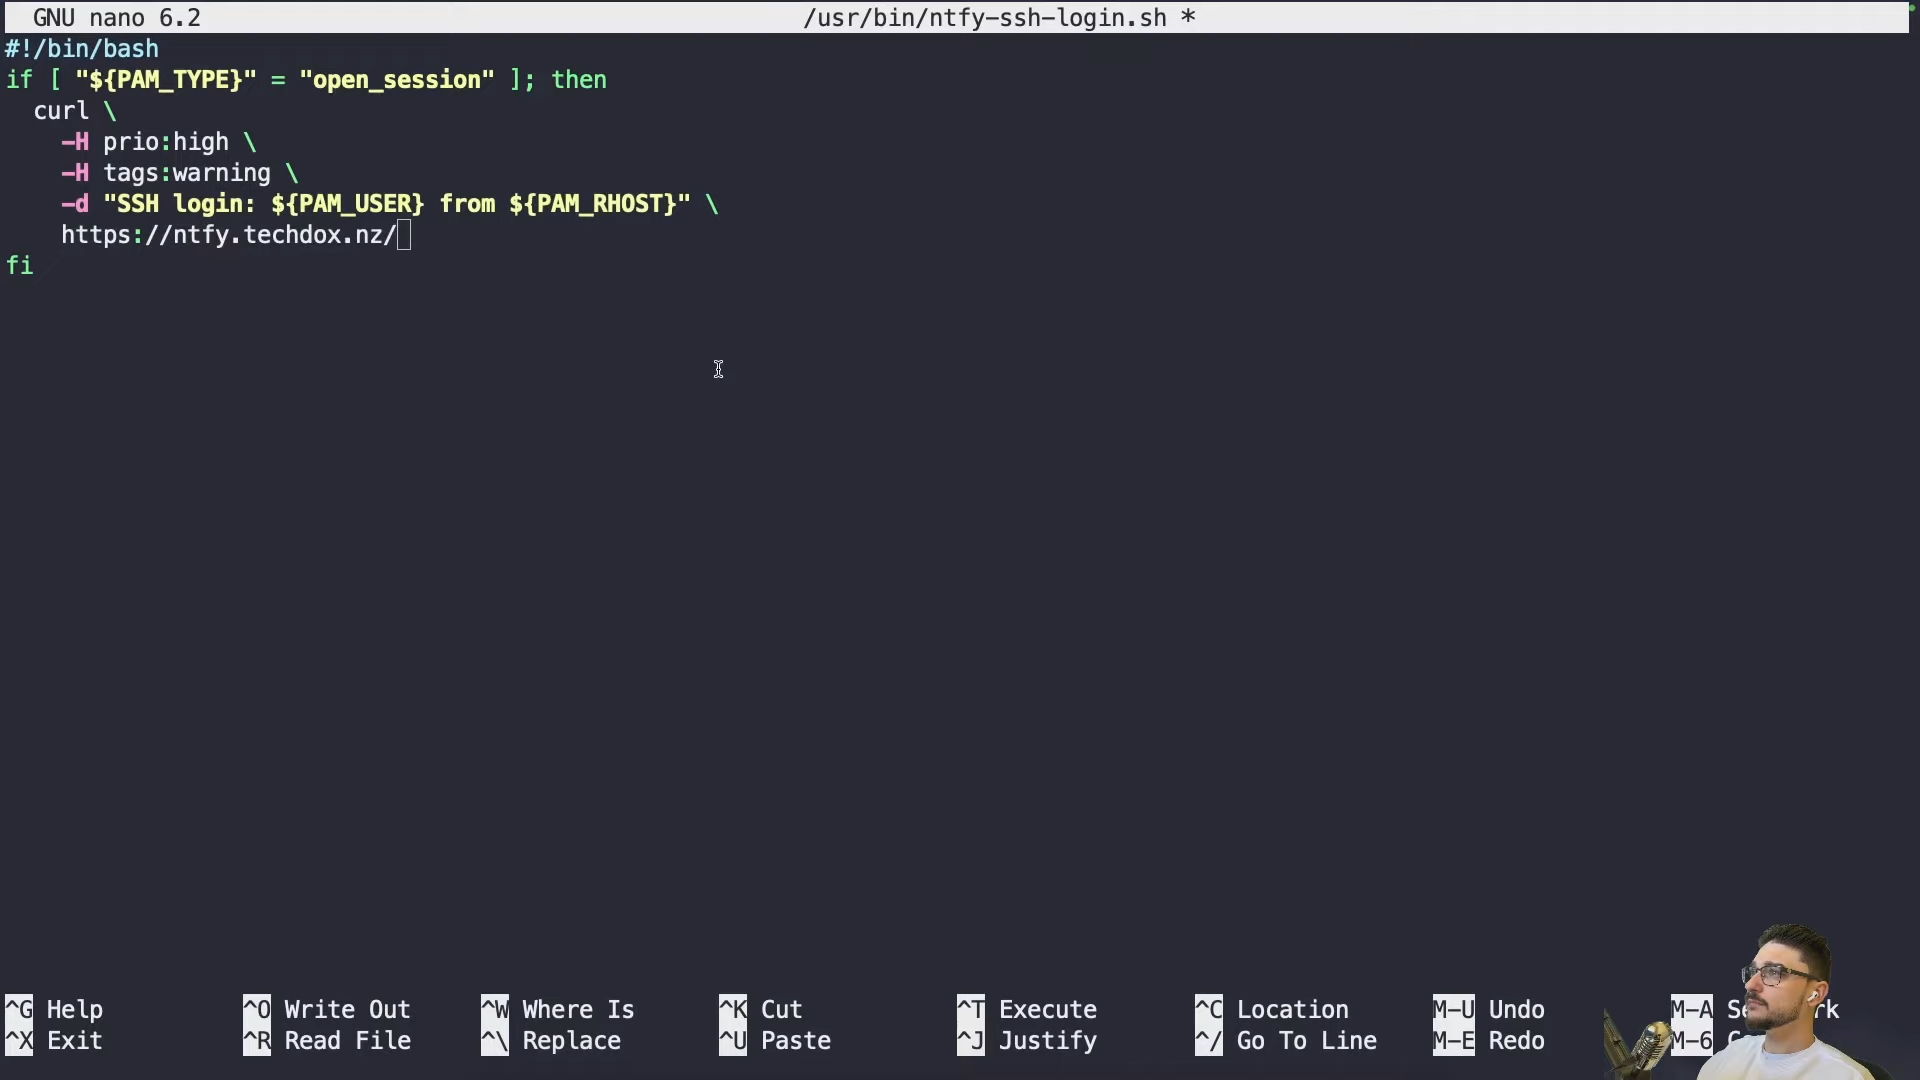 GNU nano 6.2 /usr/bin/ntfy-ssh-login.sh *
#!/bin/bash
if [ "${PAM_TYPE}" = "open_session" ]; then
  curl \
    -H prio:high \
    -H tags:warning \
    -d "SSH login: ${PAM_USER} from ${PAM_RHOST}" \
    https://ntfy.techdox.nz/
fi
^G Help ^O Write Out ^W Where Is ^K Cut ^T Execute ^C Location M-U Undo M-A
^X Exit ^R Read File ^\ Replace ^U Paste ^J Justify ^/ Go To Line M-E Redo M-6